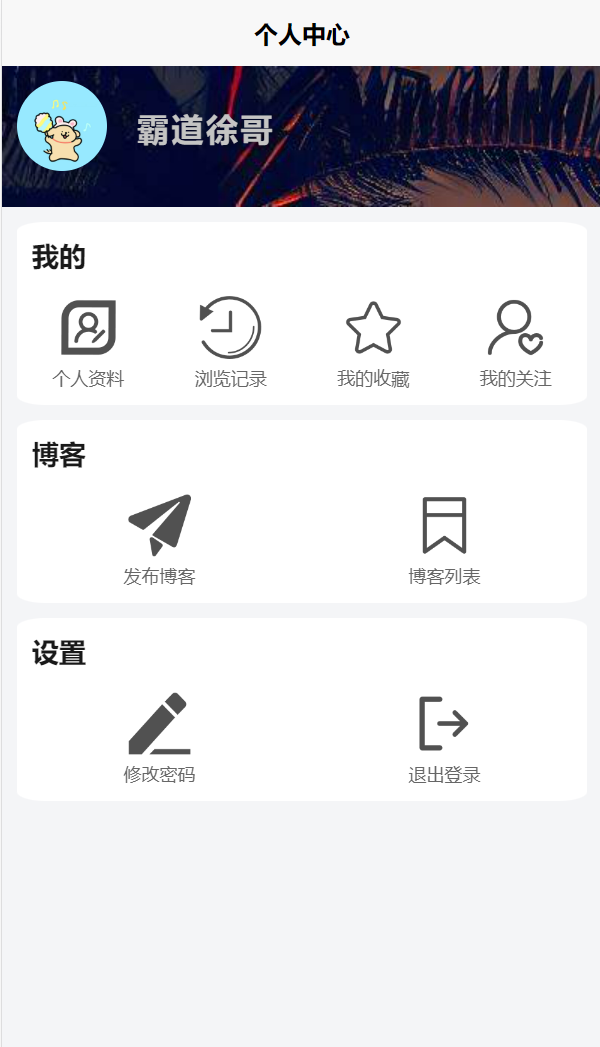 个人中心
霸道徐哥
我的
个人资料 浏览记录 我的收藏 我的关注
博客
发布博客 博客列表
设置
修改密码 退出登录